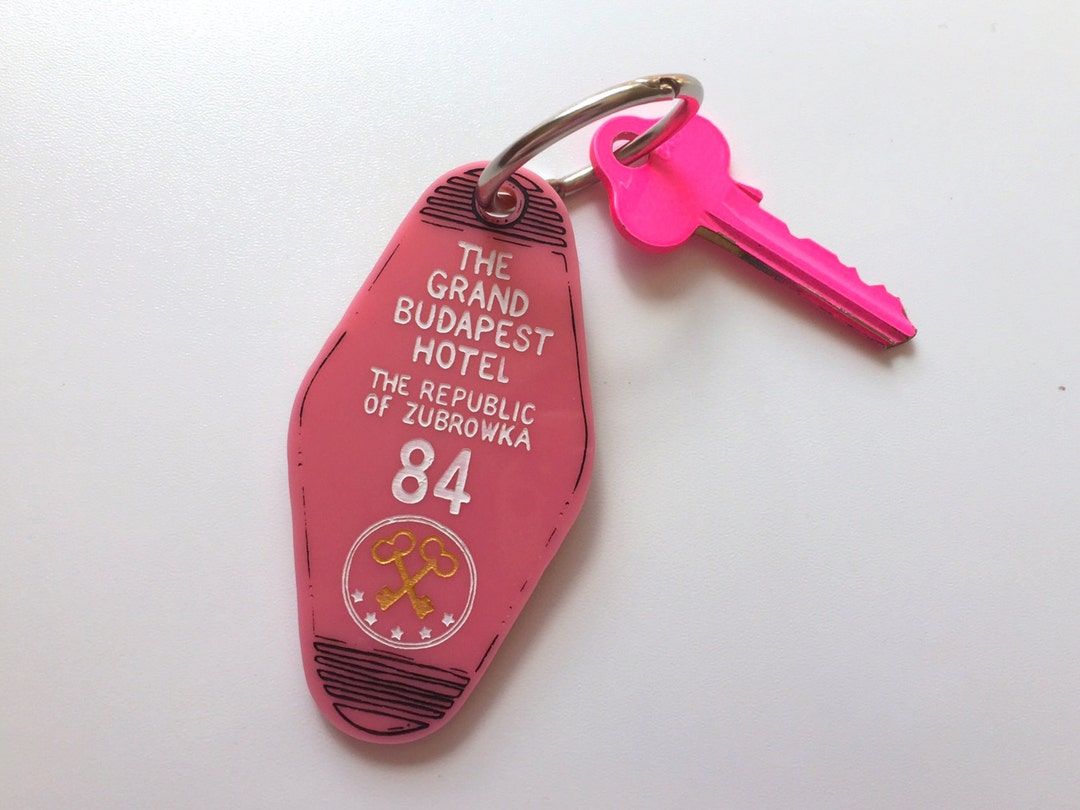 THE
GRAND
BUDAPEST
HOTEL
THE REPUBLIC
OF ZUBROWKA
84